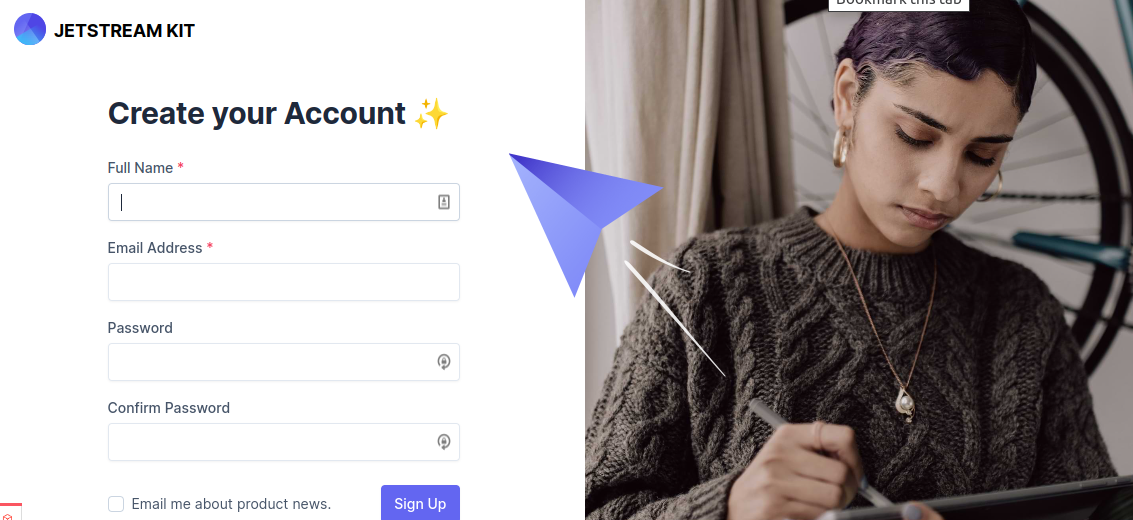 Bookmark this tab
JETSTREAM KIT
Create your Account ✨
Full Name *
Email Address *
Password
Confirm Password
Email me about product news.
Sign Up